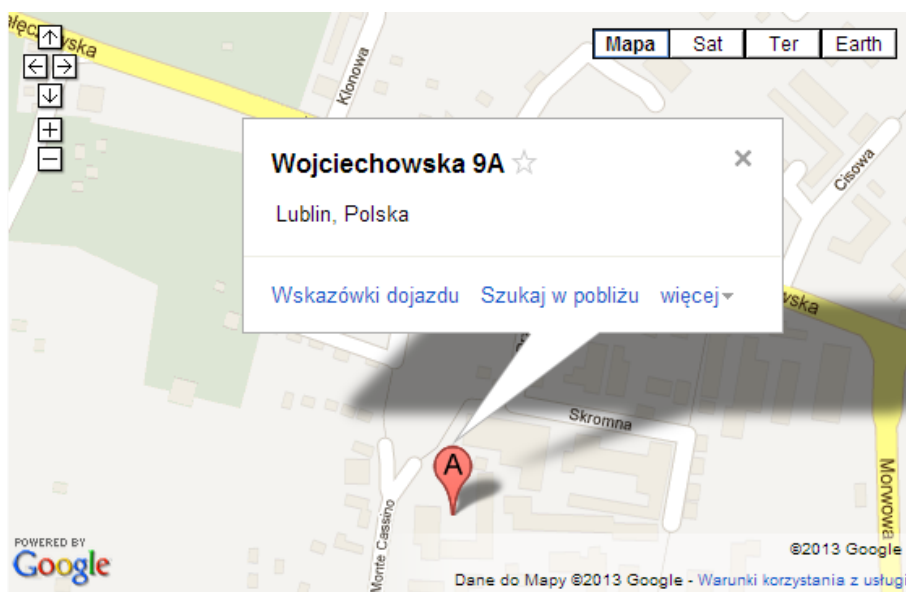 Klonowa
Mapa Sat Ter Earth
Wojciechowska 9A
Lublin, Polska
Cisowa
Wskazówki dojazdu Szukaj w pobliżu więcej
Skromna
A
Monte Cassino
Morwowa
POWERED BY
Google
©2013 Google
Dane do Mapy ©2013 Google - Warunki korzystania z usługi